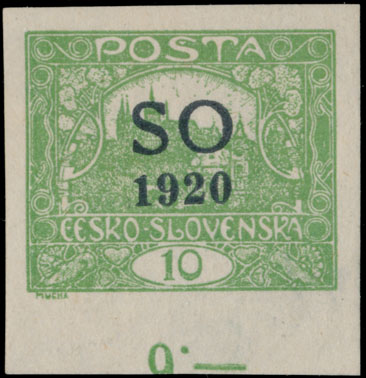 POSTA
SO
1920
ČESKO-SLOVENSKA
10
MUCHA